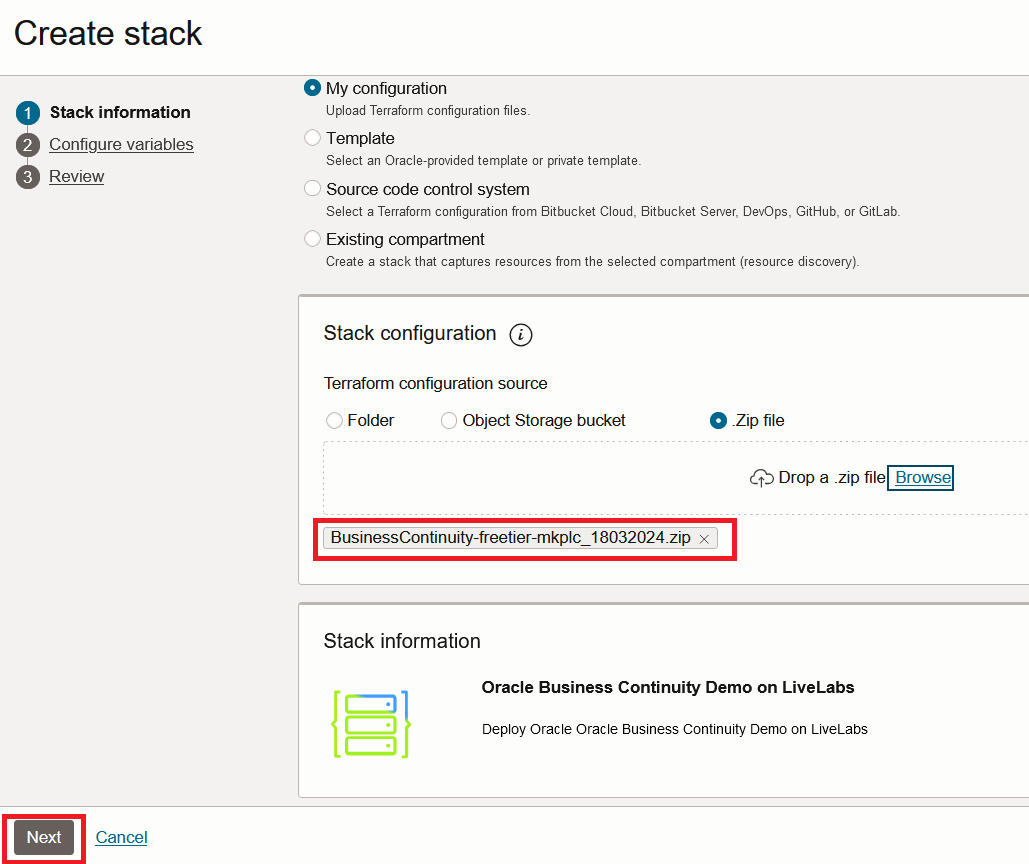 Create stack
1 Stack information
2 Configure variables
3 Review
My configuration
Upload Terraform configuration files.
Template
Select an Oracle-provided template or private template.
Source code control system
Select a Terraform configuration from Bitbucket Cloud, Bitbucket Server, DevOps, GitHub, or GitLab.
Existing compartment
Create a stack that captures resources from the selected compartment (resource discovery).
Stack configuration i
Terraform configuration source
Folder Object Storage bucket .Zip file
Drop a .zip file Browse
BusinessContinuity-freetier-mkplc_18032024.zip ×
Stack information
Oracle Business Continuity Demo on LiveLabs
Deploy Oracle Oracle Business Continuity Demo on LiveLabs
Next Cancel